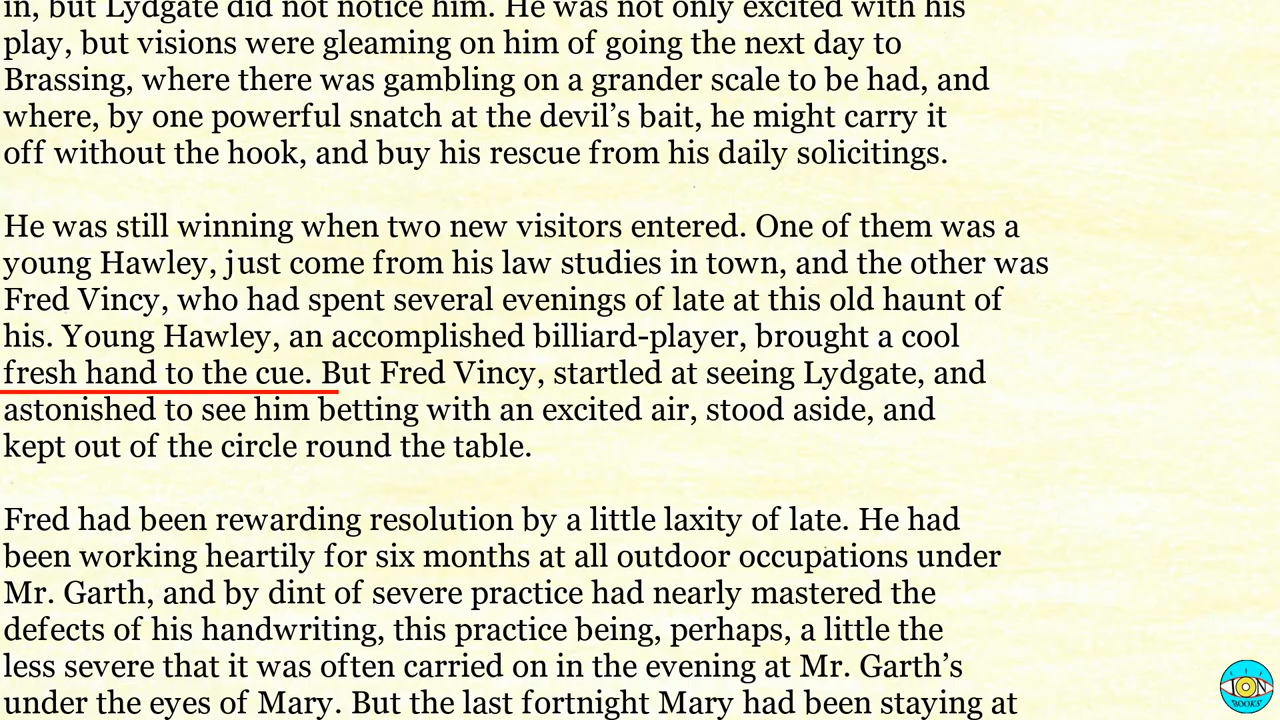 in, but Lydgate did not notice him. He was not only excited with his
play, but visions were gleaming on him of going the next day to
Brassing, where there was gambling on a grander scale to be had, and
where, by one powerful snatch at the devil’s bait, he might carry it
off without the hook, and buy his rescue from his daily solicitings.
He was still winning when two new visitors entered. One of them was a
young Hawley, just come from his law studies in town, and the other was
Fred Vincy, who had spent several evenings of late at this old haunt of
his. Young Hawley, an accomplished billiard-player, brought a cool
fresh hand to the cue. But Fred Vincy, startled at seeing Lydgate, and
astonished to see him betting with an excited air, stood aside, and
kept out of the circle round the table.
Fred had been rewarding resolution by a little laxity of late. He had
been working heartily for six months at all outdoor occupations under
Mr. Garth, and by dint of severe practice had nearly mastered the
defects of his handwriting, this practice being, perhaps, a little the
less severe that it was often carried on in the evening at Mr. Garth’s
under the eyes of Mary. But the last fortnight Mary had been staying at
ION
BOOKS